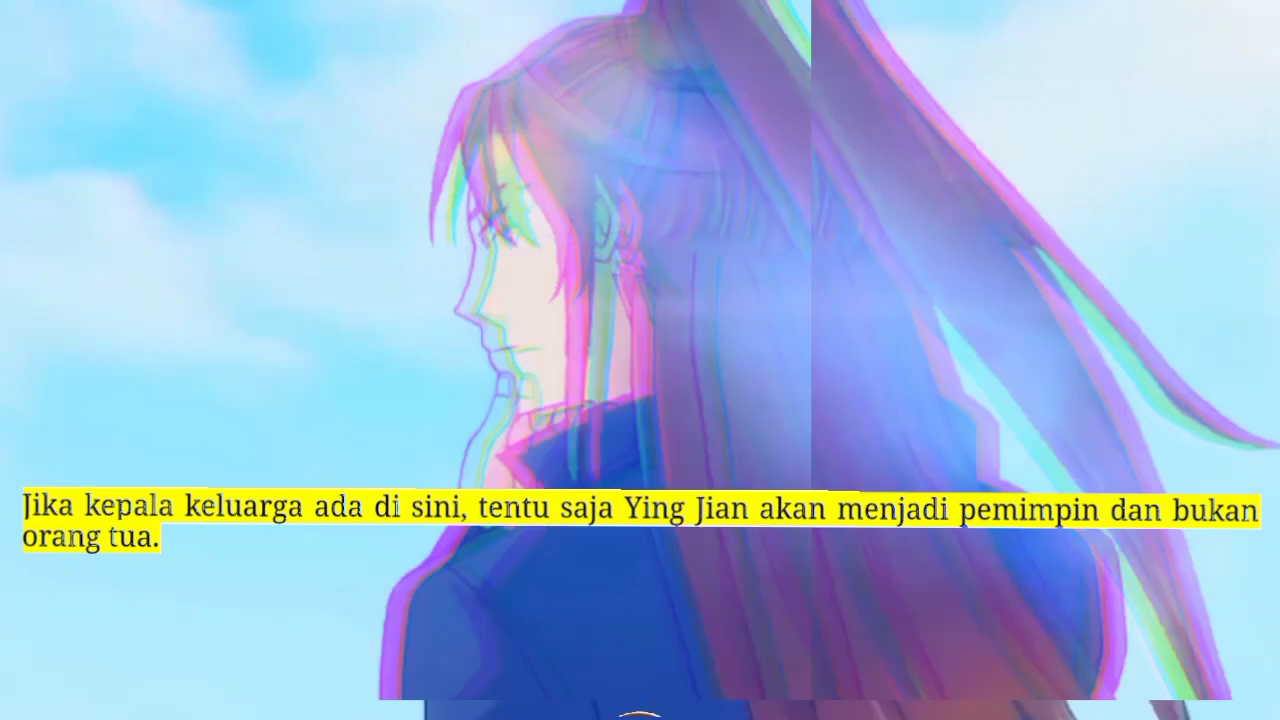 Jika kepala keluarga ada di sini, tentu saja Ying Jian akan menjadi pemimpin dan bukan
orang tua.